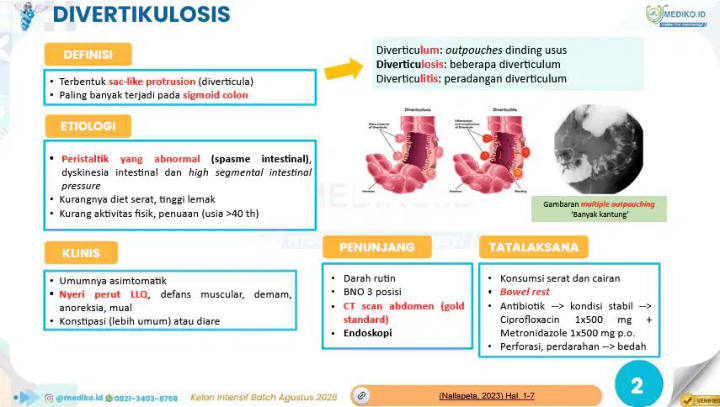 DIVERTIKULOSIS
MEDIKO.ID
DEFINISI
• Terbentuk sac-like protrusion (diverticula)
• Paling banyak terjadi pada sigmoid colon
Diverticulum: outpouches dinding usus
Diverticulosis: beberapa diverticulum
Diverticulitis: peradangan diverticulum
ETIOLOGI
• Peristaltik yang abnormal (spasme intestinal),
dyskinesia intestinal dan high segmental intestinal
pressure
• Kurangnya diet serat, tinggi lemak
• Kurang aktivitas fisik, penuaan (usia >40 th)
Diverticulosis
Diverticulitis
Gambaran multiple outpouching
'Banyak kantung'
KLINIS
• Umumnya asimtomatik
• Nyeri perut LLQ, defans muscular, demam,
anoreksia, mual
• Konstipasi (lebih umum) atau diare
PENUNJANG
• Darah rutin
• BNO 3 posisi
• CT scan abdomen (gold
standard)
• Endoskopi
TATALAKSANA
• Konsumsi serat dan cairan
• Bowel rest
• Antibiotik --> kondisi stabil -->
Ciprofloxacin 1x500 mg +
Metronidazole 1x500 mg p.o.
• Perforasi, perdarahan --> bedah
@mediko.id 0821-3403-8768
Kelon Intensif Batch Agustus 2026
(Nallapeta, 2023) Hal. 1-7
2
VERIFIED